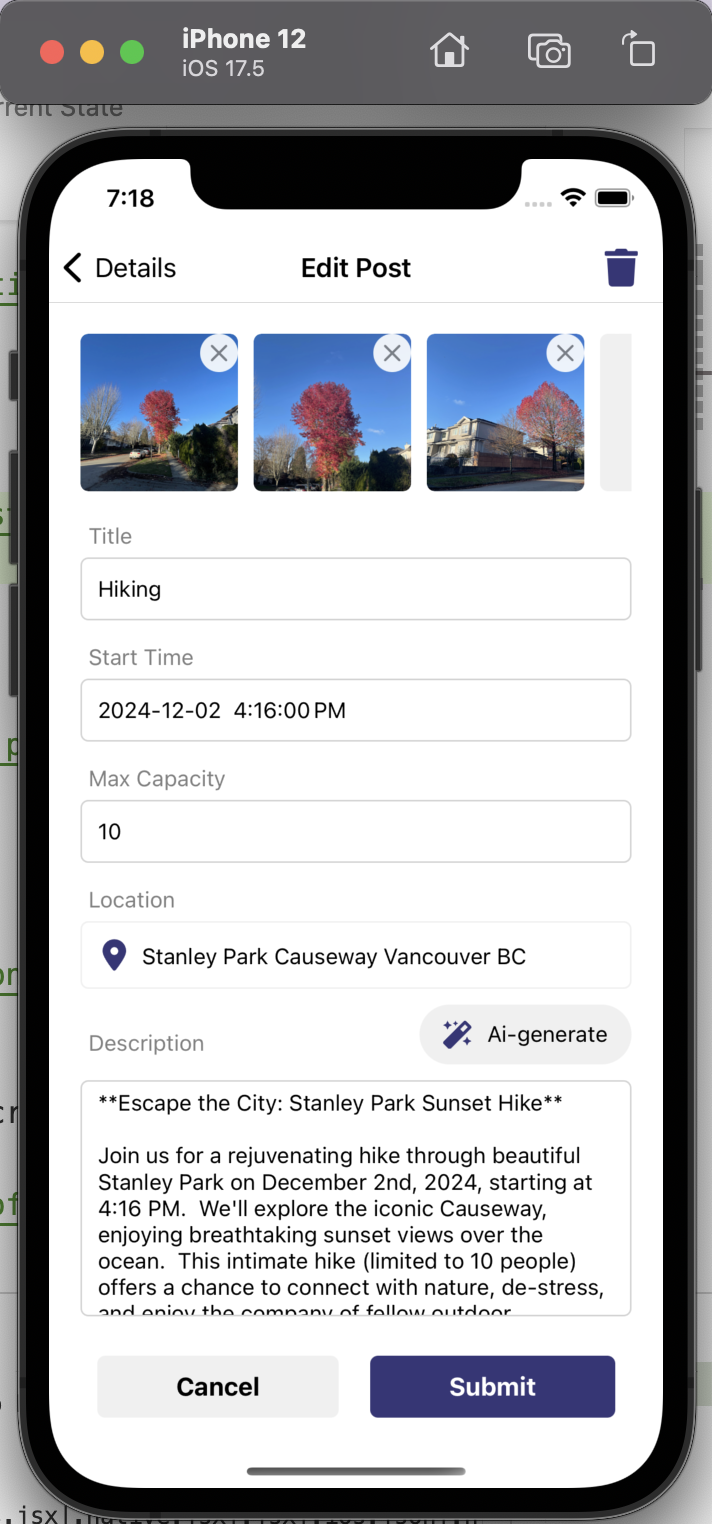 iPhone 12
iOS 17.5
rrent State
7:18
Details
Edit Post
Title
Hiking
Start Time
2024-12-02 4:16:00 PM
Max Capacity
10
Location
Stanley Park Causeway Vancouver BC
Description
Ai-generate
**Escape the City: Stanley Park Sunset Hike**
Join us for a rejuvenating hike through beautiful
Stanley Park on December 2nd, 2024, starting at
4:16 PM. We'll explore the iconic Causeway,
enjoying breathtaking sunset views over the
ocean. This intimate hike (limited to 10 people)
offers a chance to connect with nature, de-stress,
and enjoy the company of fellow outdoor
Cancel
Submit